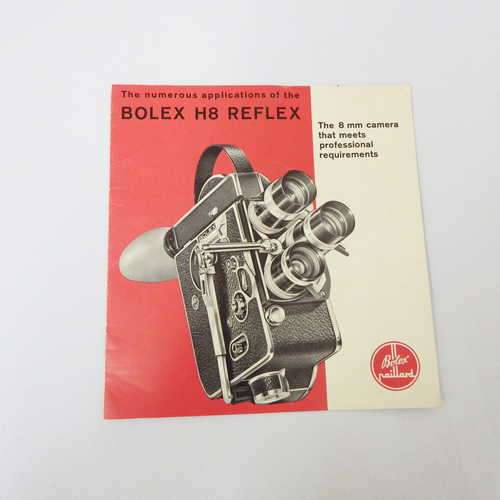 The numerous applications of the
BOLEX H8 REFLEX
The 8 mm camera
that meets
professional
requirements
Bolex
paillard